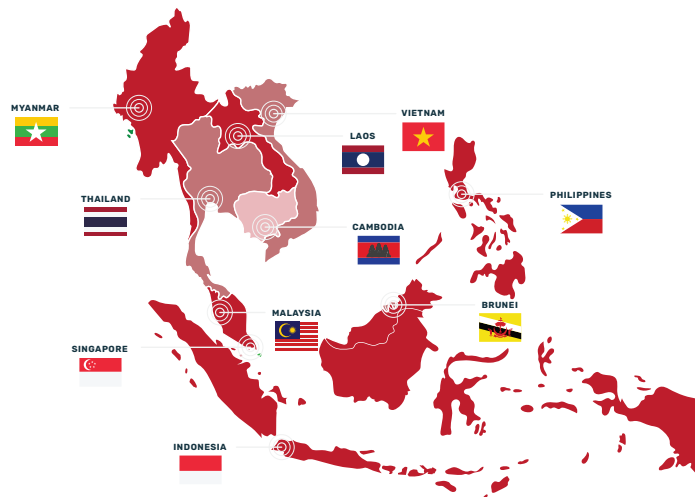 MYANMAR
VIETNAM
LAOS
THAILAND
PHILIPPINES
CAMBODIA
BRUNEI
MALAYSIA
SINGAPORE
INDONESIA